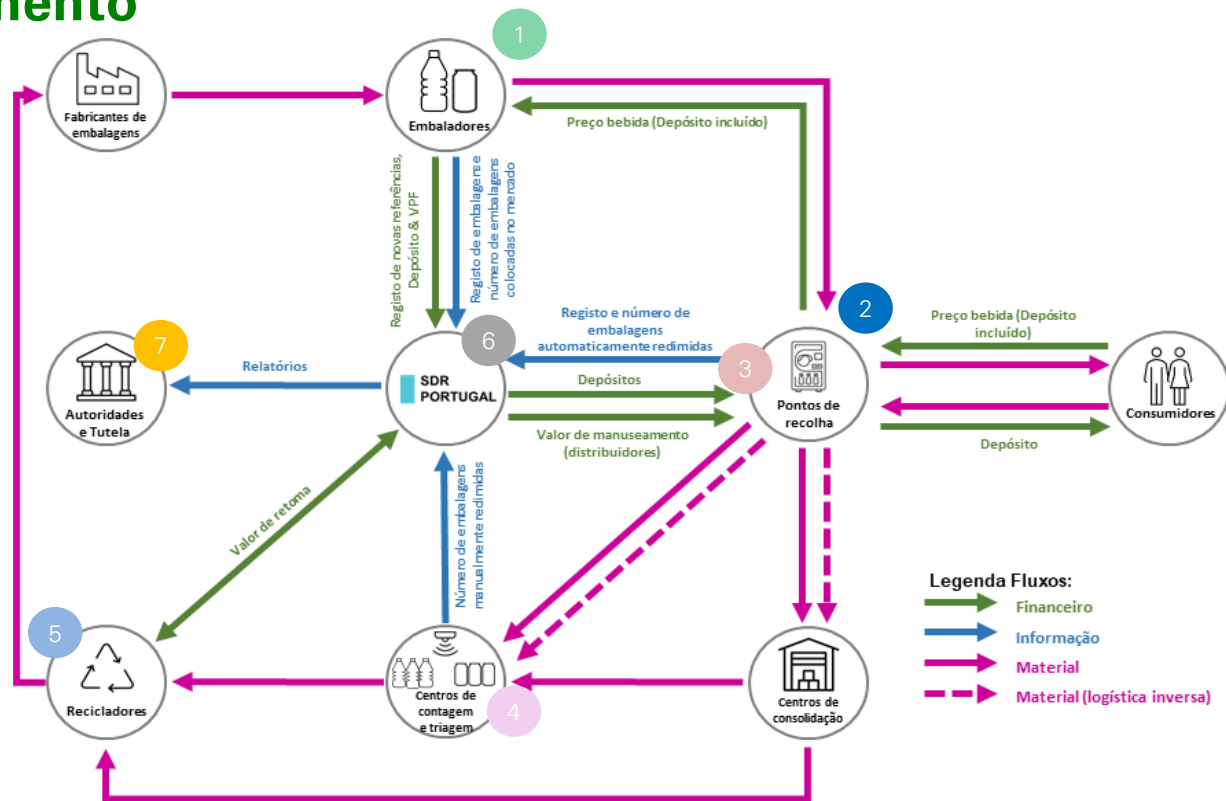 mento
1
Fabricantes de
embalagens
Embaladores
Preço bebida (Depósito incluído)
Registo de novas referências,
Depósito & VPF
Registo de embalagens e
número de embalagens
colocadas no mercado
2
Registo e número de
embalagens
automaticamente redimidas
Preço bebida (Depósito
incluído)
7
6
3
Relatórios
Depósitos
SDR
PORTUGAL
Autoridades
e Tutela
Pontos de
recolha
Consumidores
Valor de manuseamento
(distribuidores)
Depósito
Valor de retoma
Número de embalagens
manualmente redimidas
Legenda Fluxos:
Financeiro
Informação
Material
Material (logística inversa)
5
Recicladores
Centros de
contagem
e triagem
4
Centros de
consolidação